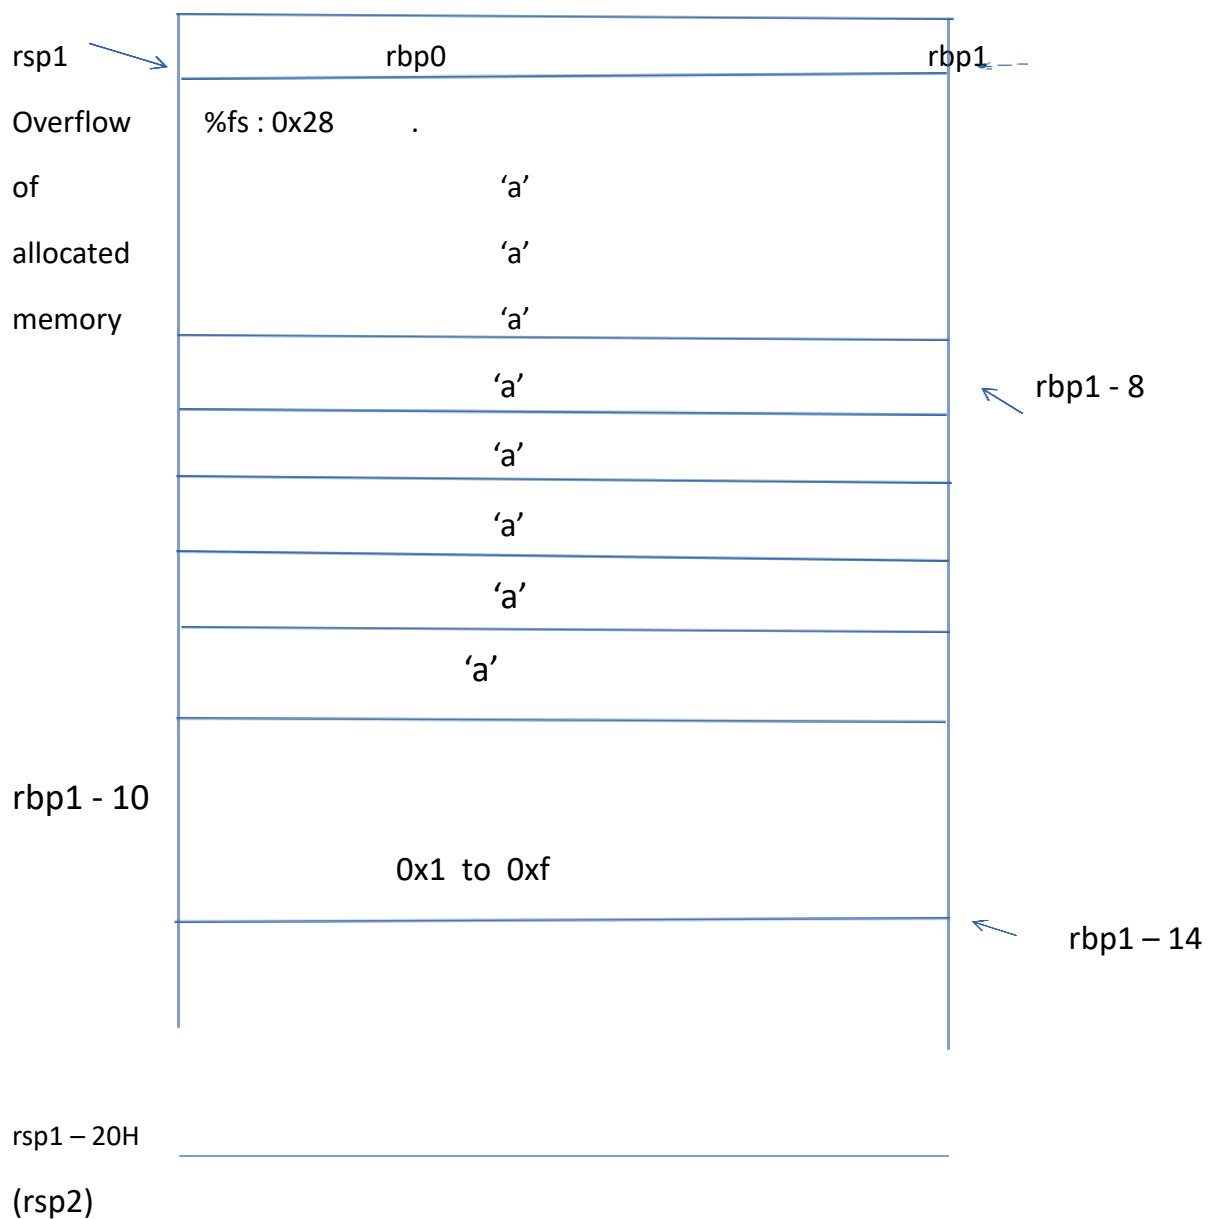 rsp1 rbp0 rbp1
Overflow %fs : 0x28 .
of ‘a’
allocated ‘a’
memory ‘a’
‘a’ rbp1 - 8
‘a’
‘a’
‘a’
‘a’
rbp1 - 10
0x1 to 0xf
rbp1 – 14
rsp1 – 20H
(rsp2)